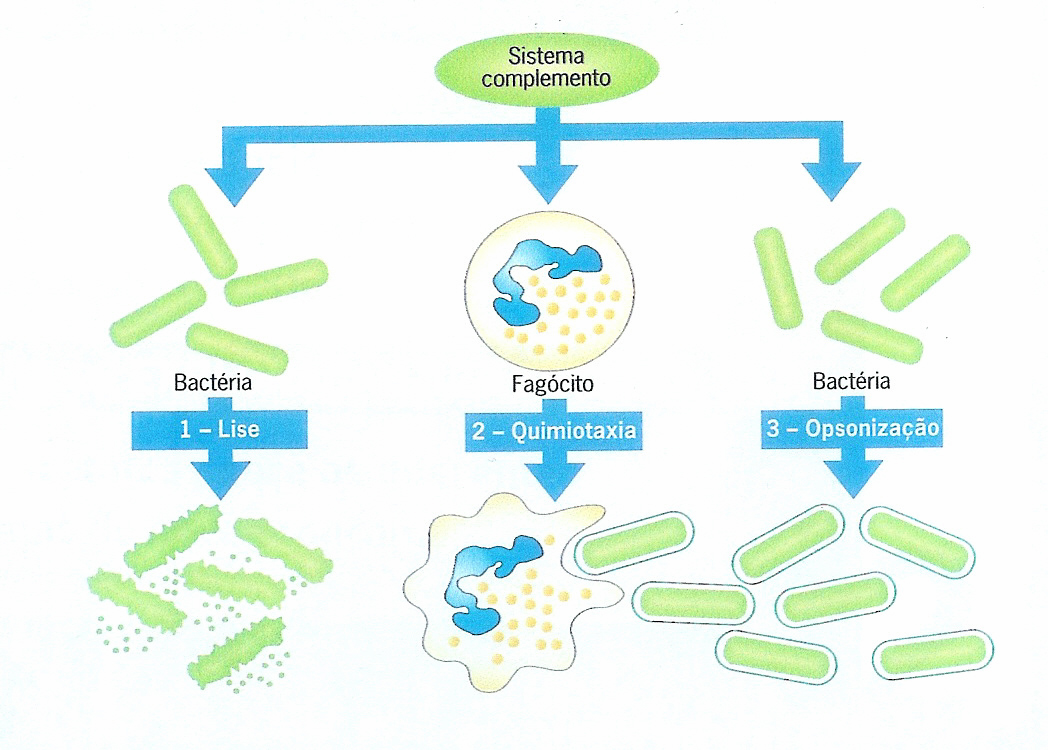 Sistema
complemento
Bactéria
Fagócito
Bactéria
1 – Lise
2 – Quimiotaxia
3 – Opsonização